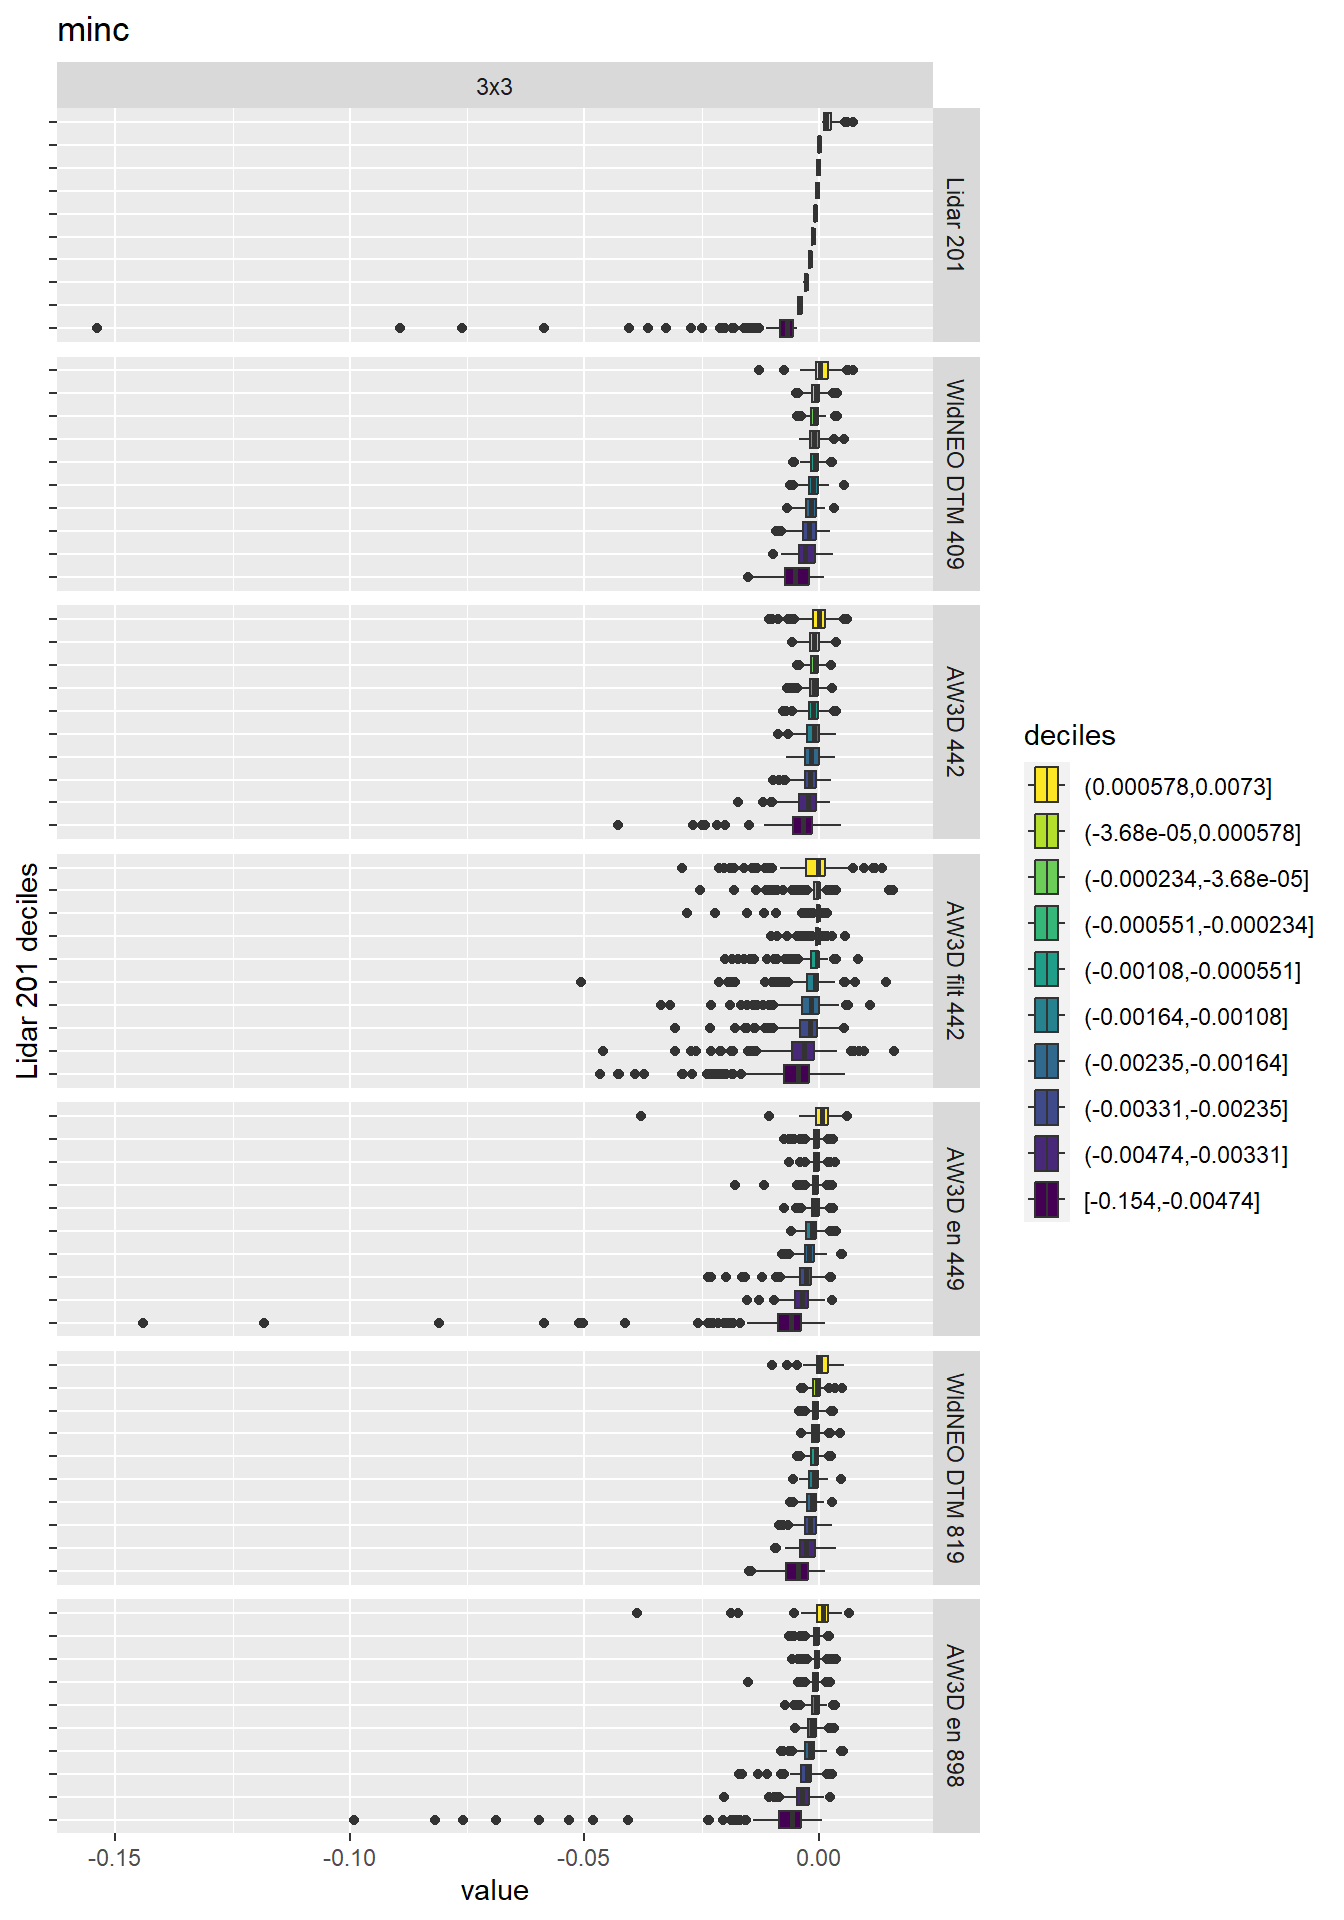 minc
3x3
Lidar 201
WldNEO DTM 409
AW3D 442
AW3D filt 442
AW3D en 449
WldNEO DTM 819
AW3D en 898
Lidar 201 deciles
-0.15
-0.10
-0.05
0.00
value
deciles
(0.000578,0.0073]
(-3.68e-05,0.000578]
(-0.000234,-3.68e-05]
(-0.000551,-0.000234]
(-0.00108,-0.000551]
(-0.00164,-0.00108]
(-0.00235,-0.00164]
(-0.00331,-0.00235]
(-0.00474,-0.00331]
[-0.154,-0.00474]